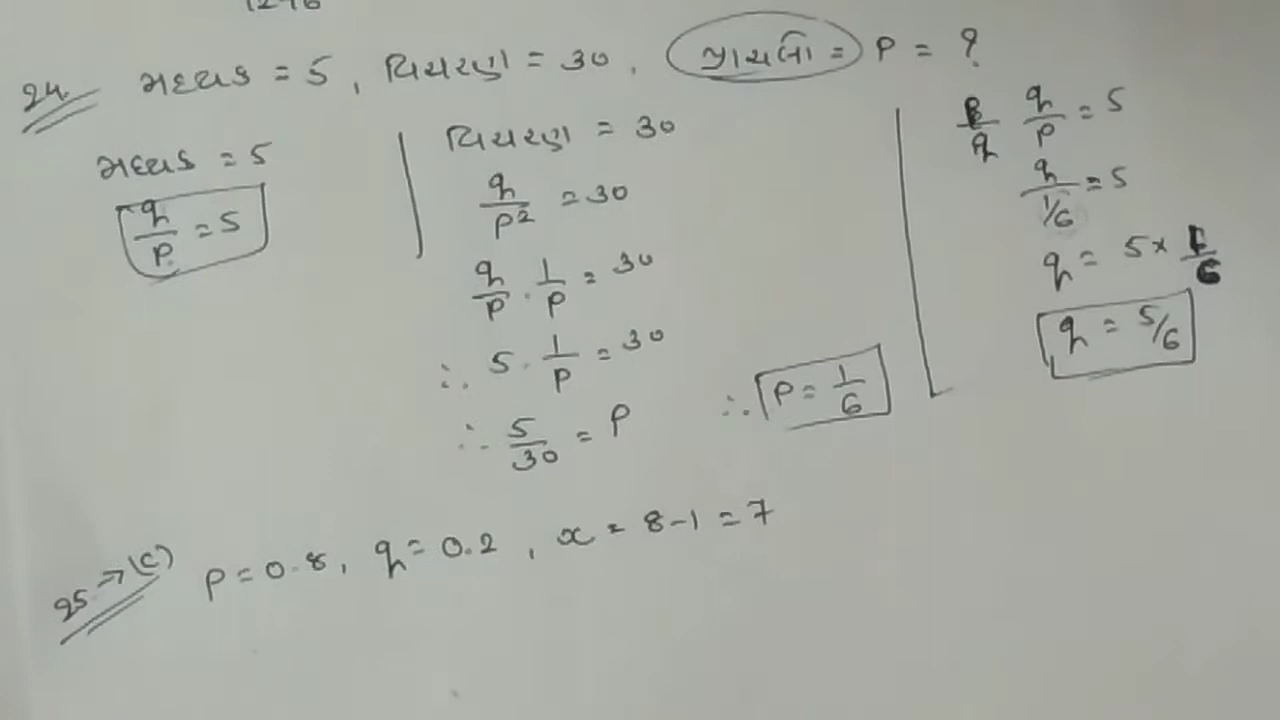 24. મધ્યક = 5, વિચરણ = 30, પ્રાચલો = P = ?
મધ્યક = 5
q/P = 5
વિચરણ = 30
q/P² = 30
q/P · 1/P = 30
∴ 5 · 1/P = 30
∴ 5/30 = P
∴ P = 1/6
q/P = 5
q/(1/6) = 5
q = 5 × 1/6
q = 5/6
25 → (C) P = 0.8, q = 0.2, x = 8-1 = 7